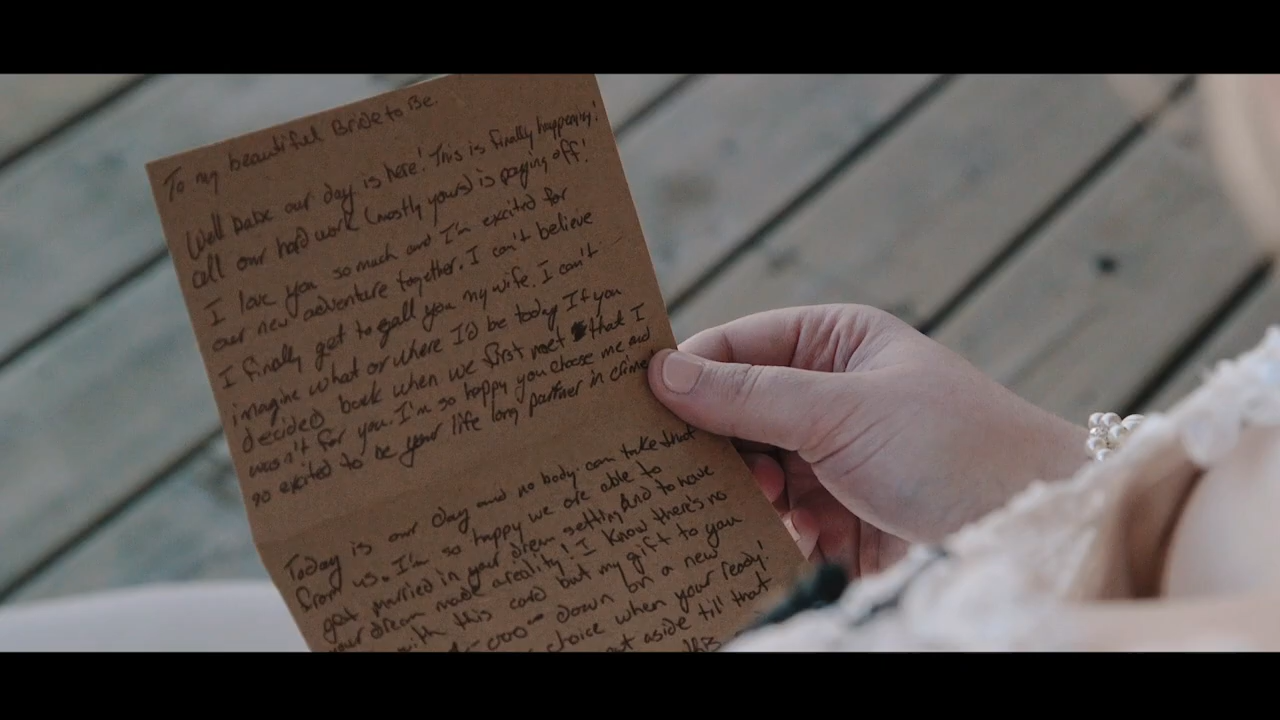 To my beautiful Bride to Be.
Well babe our day is here! This is finally happening!
all our hard work (mostly yours) is paying off!
I love you so much and I'm excited for
our new adventure together. I can't believe
I finally get to call you my wife. I can't
imagine what or where I'd be today If you
decided back when we first met that I
wasn't for you. I'm so happy you choose me and
so excited to be your life long partner in crime
Today is our day and no body can take that
from us. I'm so happy we are able to
get married in your dream setting And to have
your dream made a reality! I know there's no
with this card but my gift to you
down on a new
choice when your ready!
aside till that